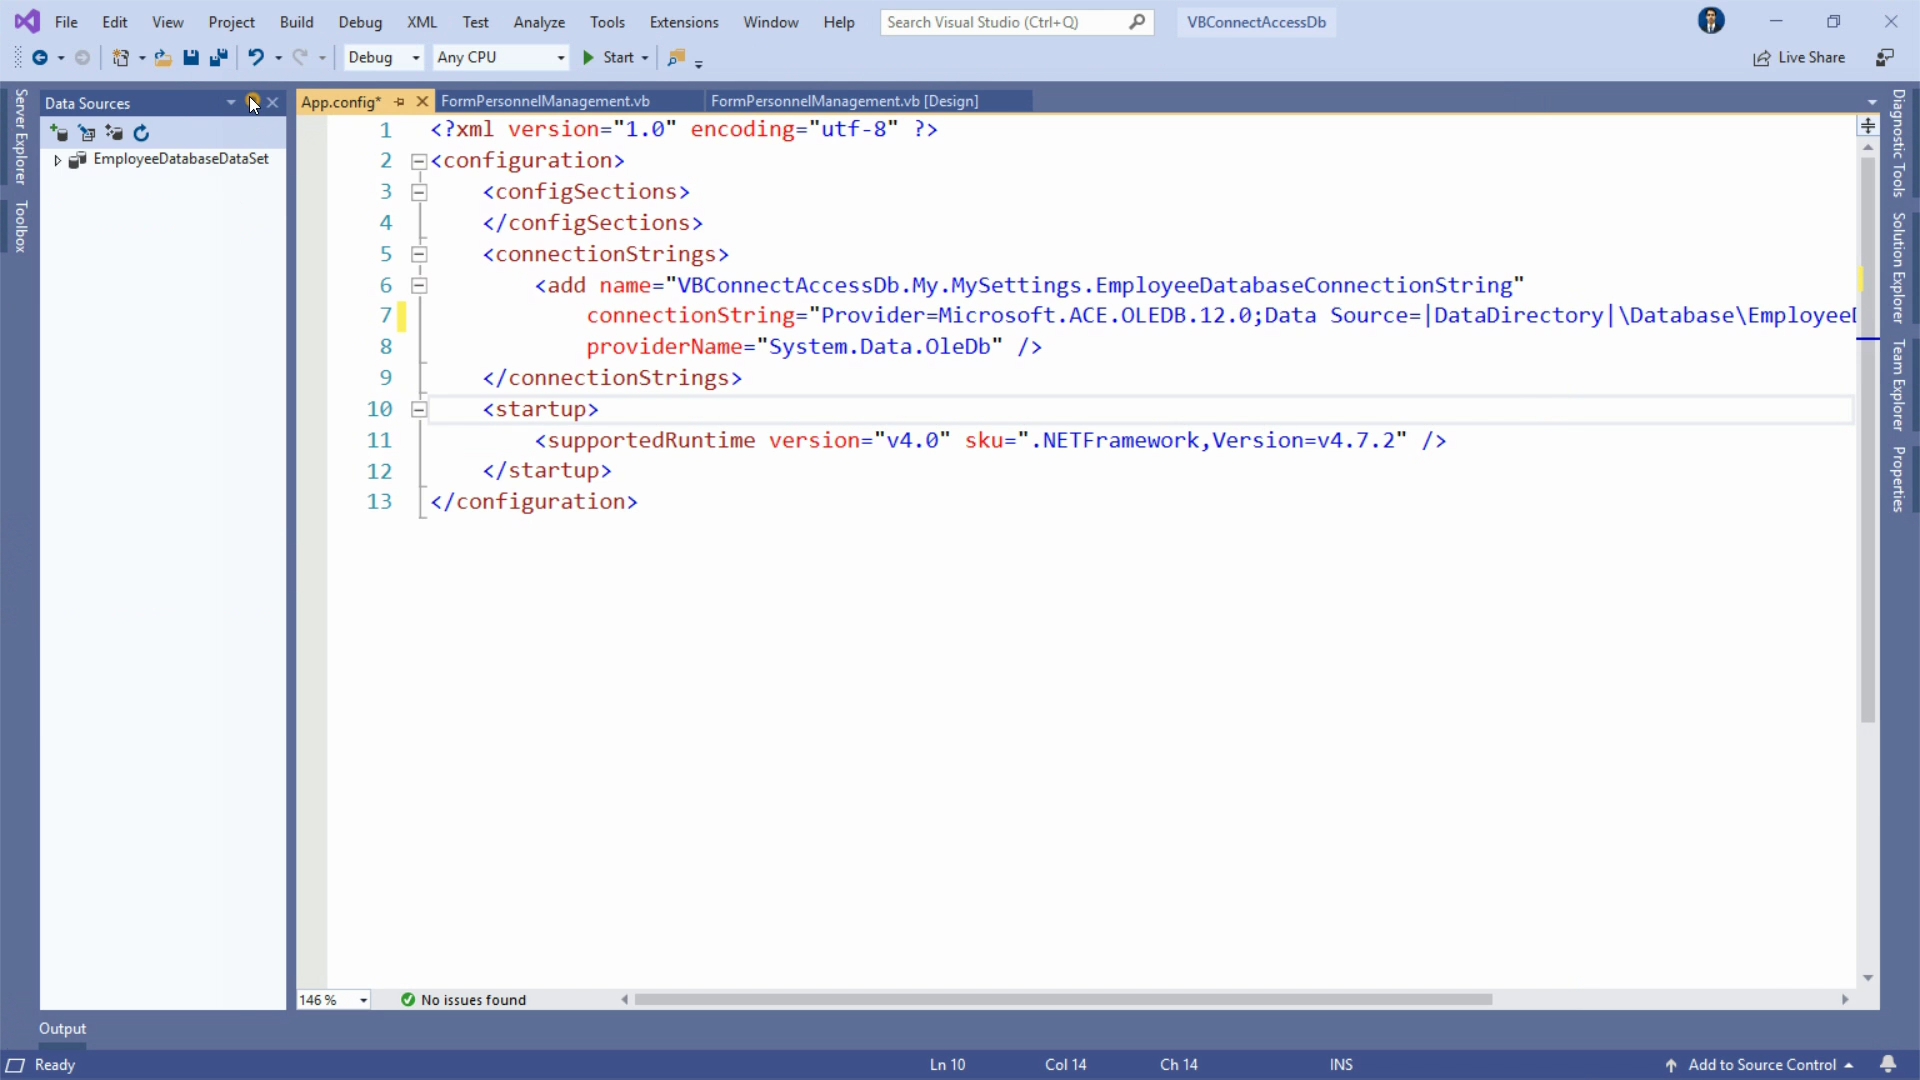 File Edit View Project Build Debug XML Test Analyze Tools Extensions Window Help Search Visual Studio (Ctrl+Q) VBConnectAccessDb
Debug Any CPU Start Live Share
Server Explorer
Toolbox
Data Sources
EmployeeDatabaseDataSet
App.config* FormPersonnelManagement.vb FormPersonnelManagement.vb [Design]
1 <?xml version="1.0" encoding="utf-8" ?>
2 <configuration>
3 <configSections>
4 </configSections>
5 <connectionStrings>
6 <add name="VBConnectAccessDb.My.MySettings.EmployeeDatabaseConnectionString"
7 connectionString="Provider=Microsoft.ACE.OLEDB.12.0;Data Source=|DataDirectory|\Database\Employee
8 providerName="System.Data.OleDb" />
9 </connectionStrings>
10 <startup>
11 <supportedRuntime version="v4.0" sku=".NETFramework,Version=v4.7.2" />
12 </startup>
13 </configuration>
Diagnostic Tools
Solution Explorer
Team Explorer
Properties
146 % No issues found
Output
Ready Ln 10 Col 14 Ch 14 INS Add to Source Control